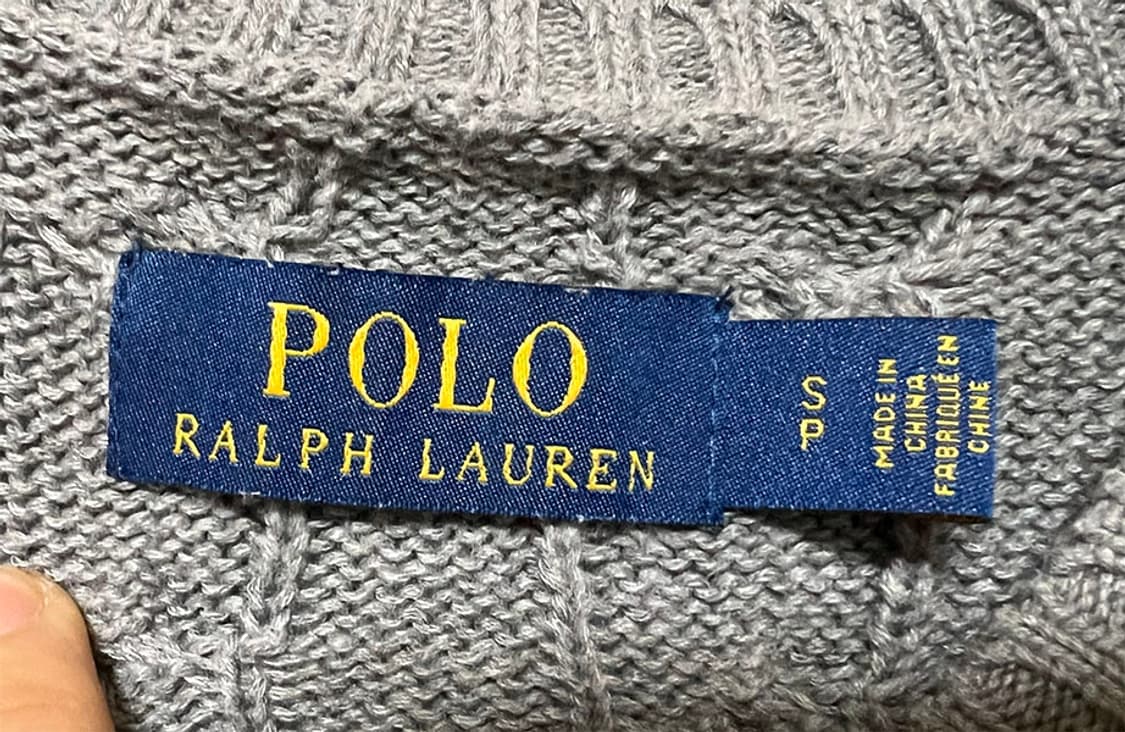 POLO
RALPH LAUREN
S
P
MADE IN
CHINA
FABRIQUÉ EN
CHINE